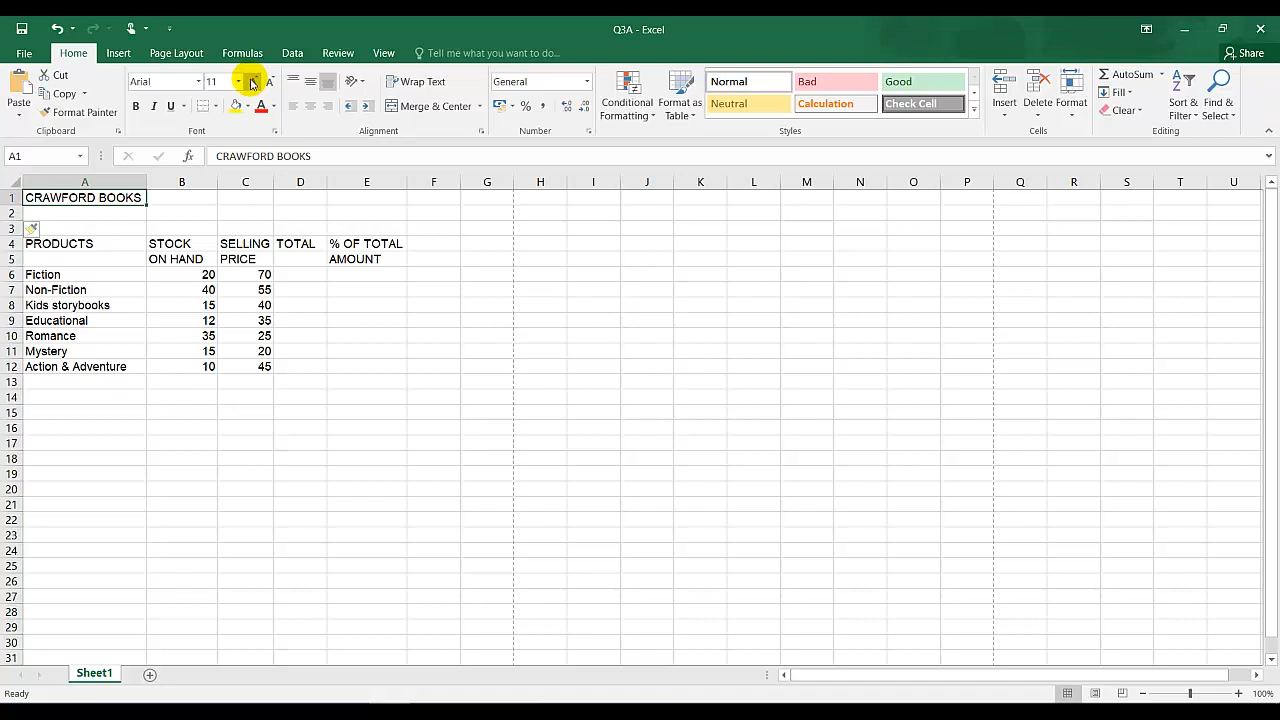 Q3A - Excel
File Home Insert Page Layout Formulas Data Review View Tell me what you want to do... Share
Paste Cut Copy Format Painter Clipboard
Arial 11 A A B I U A Font
Wrap Text Merge & Center Alignment
General % , Number
Conditional Formatting Format as Table Normal Bad Good Neutral Calculation Check Cell Styles
Insert Delete Format Cells
AutoSum Fill Clear Sort & Filter Find & Select Editing
A1 fx CRAWFORD BOOKS
A B C D E F G H I J K L M N O P Q R S T U
1 CRAWFORD BOOKS
2
3
4 PRODUCTS STOCK SELLING TOTAL % OF TOTAL
5 ON HAND PRICE AMOUNT
6 Fiction 20 70
7 Non-Fiction 40 55
8 Kids storybooks 15 40
9 Educational 12 35
10 Romance 35 25
11 Mystery 15 20
12 Action & Adventure 10 45
13
14
15
16
17
18
19
20
21
22
23
24
25
26
27
28
29
30
31
Sheet1
Ready 100%